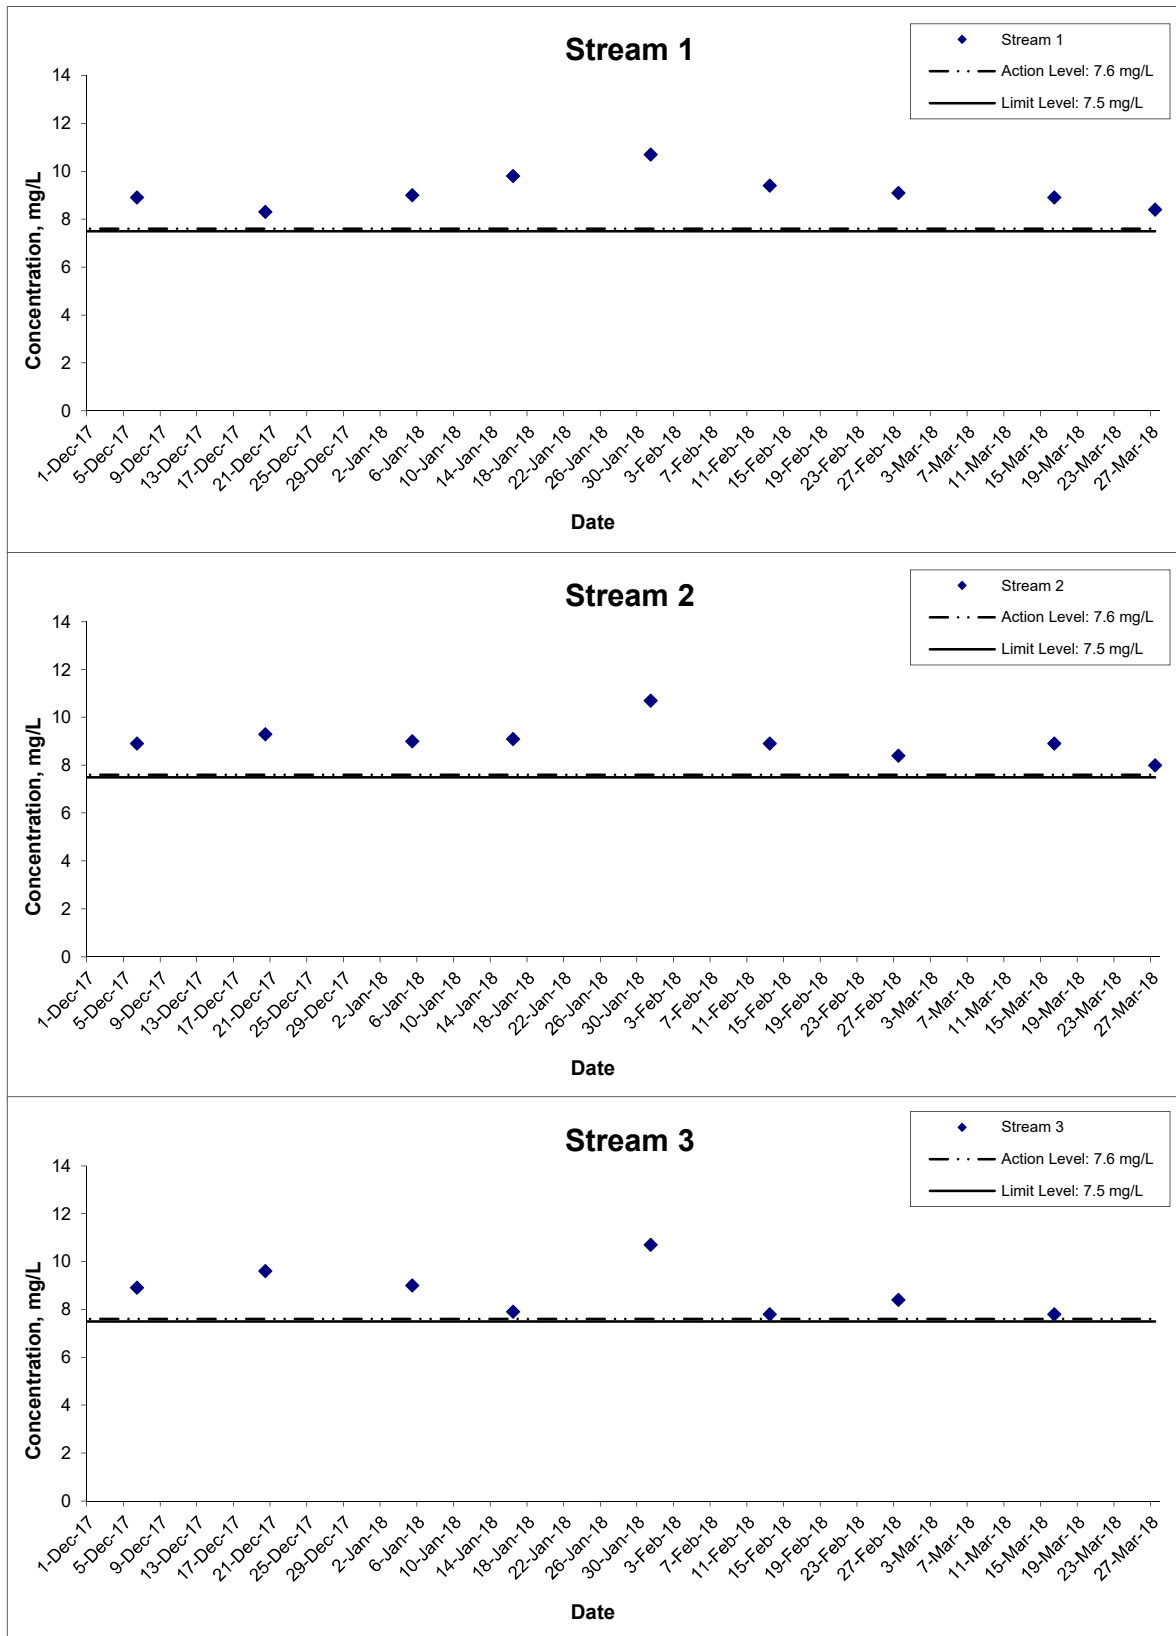 Stream 1
Stream 1
Action Level: 7.6 mg/L
Limit Level: 7.5 mg/L
Concentration, mg/L
14
12
10
8
6
4
2
0
1-Dec-17
5-Dec-17
9-Dec-17
13-Dec-17
17-Dec-17
21-Dec-17
25-Dec-17
29-Dec-17
2-Jan-18
6-Jan-18
10-Jan-18
14-Jan-18
18-Jan-18
22-Jan-18
26-Jan-18
30-Jan-18
3-Feb-18
7-Feb-18
11-Feb-18
15-Feb-18
19-Feb-18
23-Feb-18
27-Feb-18
3-Mar-18
7-Mar-18
11-Mar-18
15-Mar-18
19-Mar-18
23-Mar-18
27-Mar-18
Date
Stream 2
Stream 2
Action Level: 7.6 mg/L
Limit Level: 7.5 mg/L
Concentration, mg/L
14
12
10
8
6
4
2
0
1-Dec-17
5-Dec-17
9-Dec-17
13-Dec-17
17-Dec-17
21-Dec-17
25-Dec-17
29-Dec-17
2-Jan-18
6-Jan-18
10-Jan-18
14-Jan-18
18-Jan-18
22-Jan-18
26-Jan-18
30-Jan-18
3-Feb-18
7-Feb-18
11-Feb-18
15-Feb-18
19-Feb-18
23-Feb-18
27-Feb-18
3-Mar-18
7-Mar-18
11-Mar-18
15-Mar-18
19-Mar-18
23-Mar-18
27-Mar-18
Date
Stream 3
Stream 3
Action Level: 7.6 mg/L
Limit Level: 7.5 mg/L
Concentration, mg/L
14
12
10
8
6
4
2
0
1-Dec-17
5-Dec-17
9-Dec-17
13-Dec-17
17-Dec-17
21-Dec-17
25-Dec-17
29-Dec-17
2-Jan-18
6-Jan-18
10-Jan-18
14-Jan-18
18-Jan-18
22-Jan-18
26-Jan-18
30-Jan-18
3-Feb-18
7-Feb-18
11-Feb-18
15-Feb-18
19-Feb-18
23-Feb-18
27-Feb-18
3-Mar-18
7-Mar-18
11-Mar-18
15-Mar-18
19-Mar-18
23-Mar-18
27-Mar-18
Date